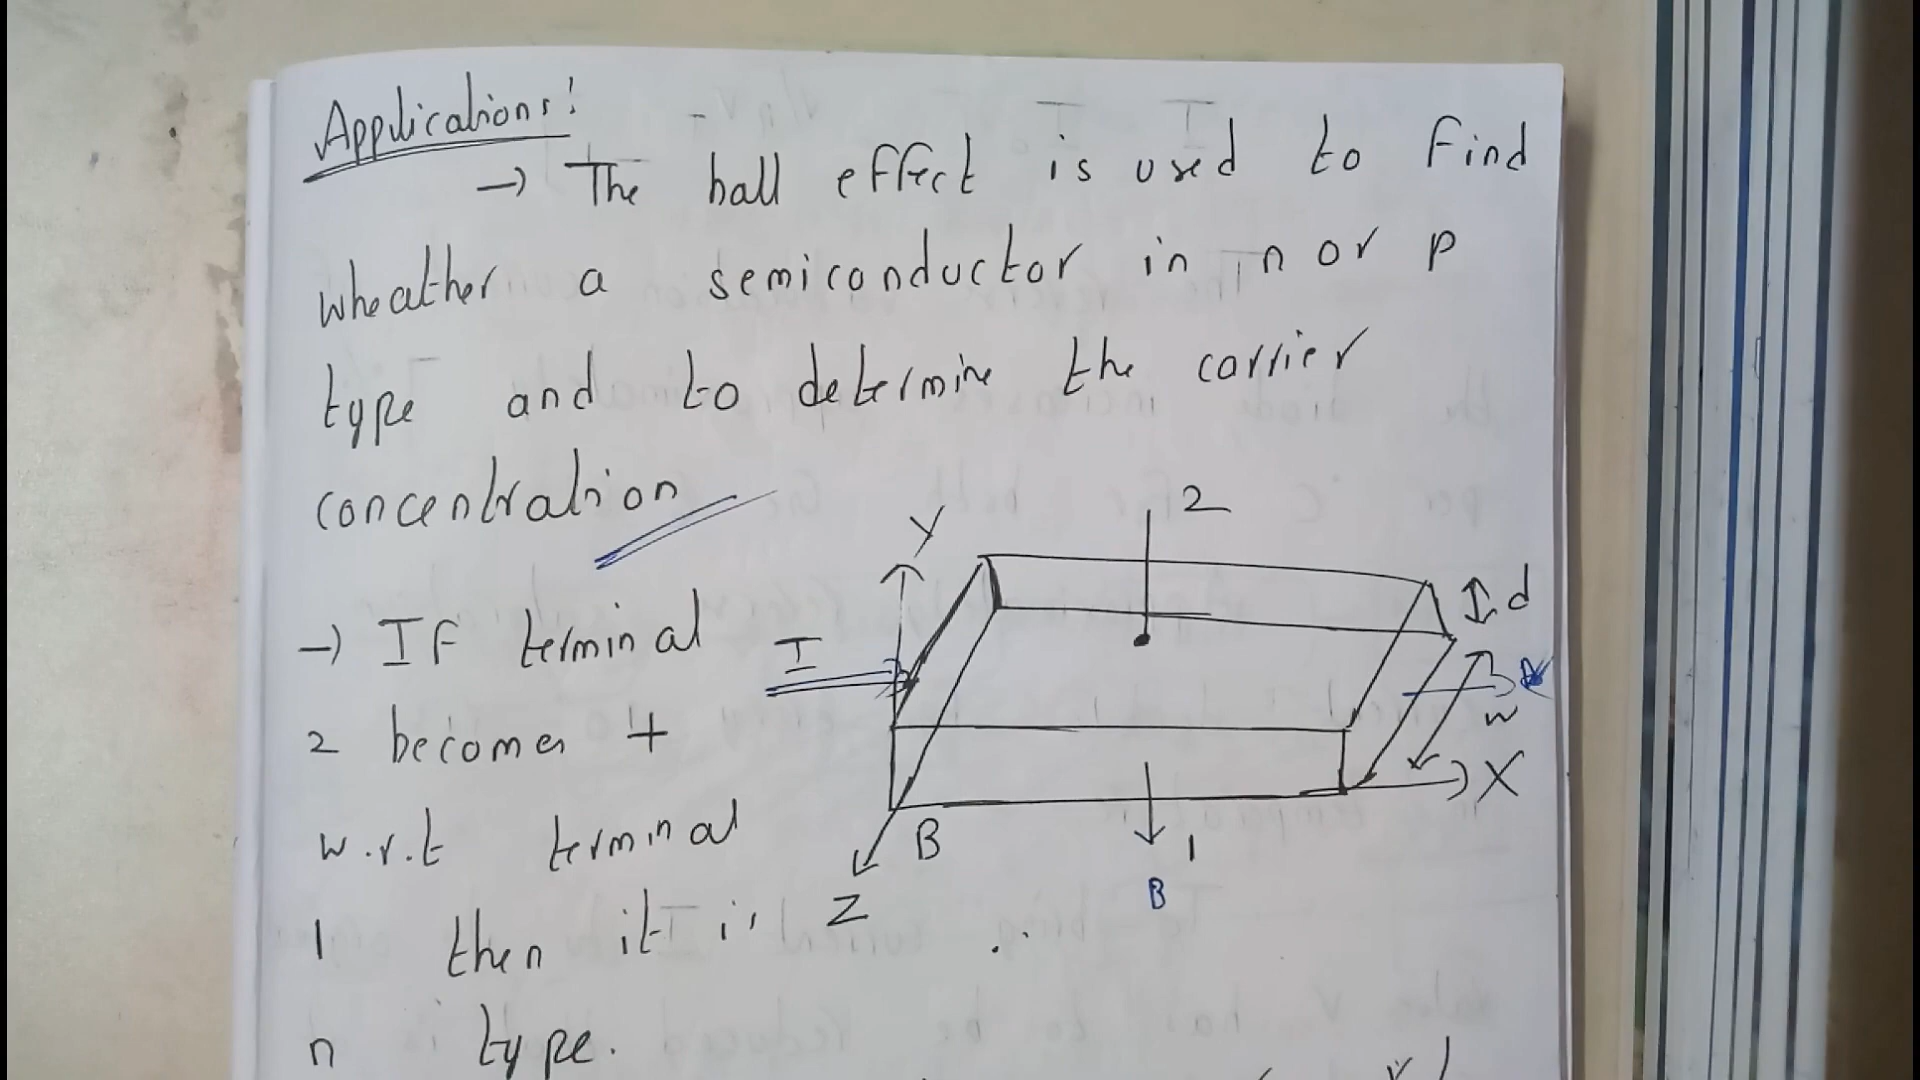 Applications:
→ The hall effect is used to find
wheather a semiconductor in n or p
type and to determine the carrier
concentration
→ If terminal
2 becomes +
w.r.t terminal
1 then it is
n type.
2
Y
d
I
w
X
B
1
Z
B